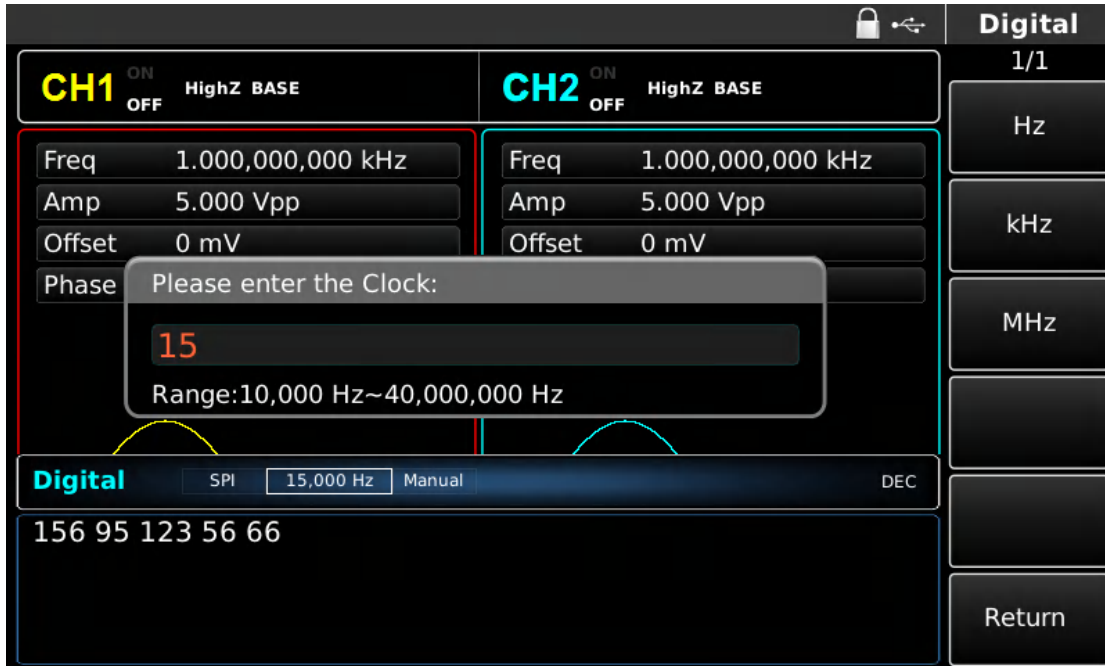 Digital
1/1
CH1 ON OFF HighZ BASE
CH2 ON OFF HighZ BASE
Freq 1.000,000,000 kHz
Amp 5.000 Vpp
Offset 0 mV
Phase
Freq 1.000,000,000 kHz
Amp 5.000 Vpp
Offset 0 mV
Please enter the Clock:
15
Range:10,000 Hz~40,000,000 Hz
Digital SPI 15,000 Hz Manual DEC
156 95 123 56 66
Hz
kHz
MHz
Return